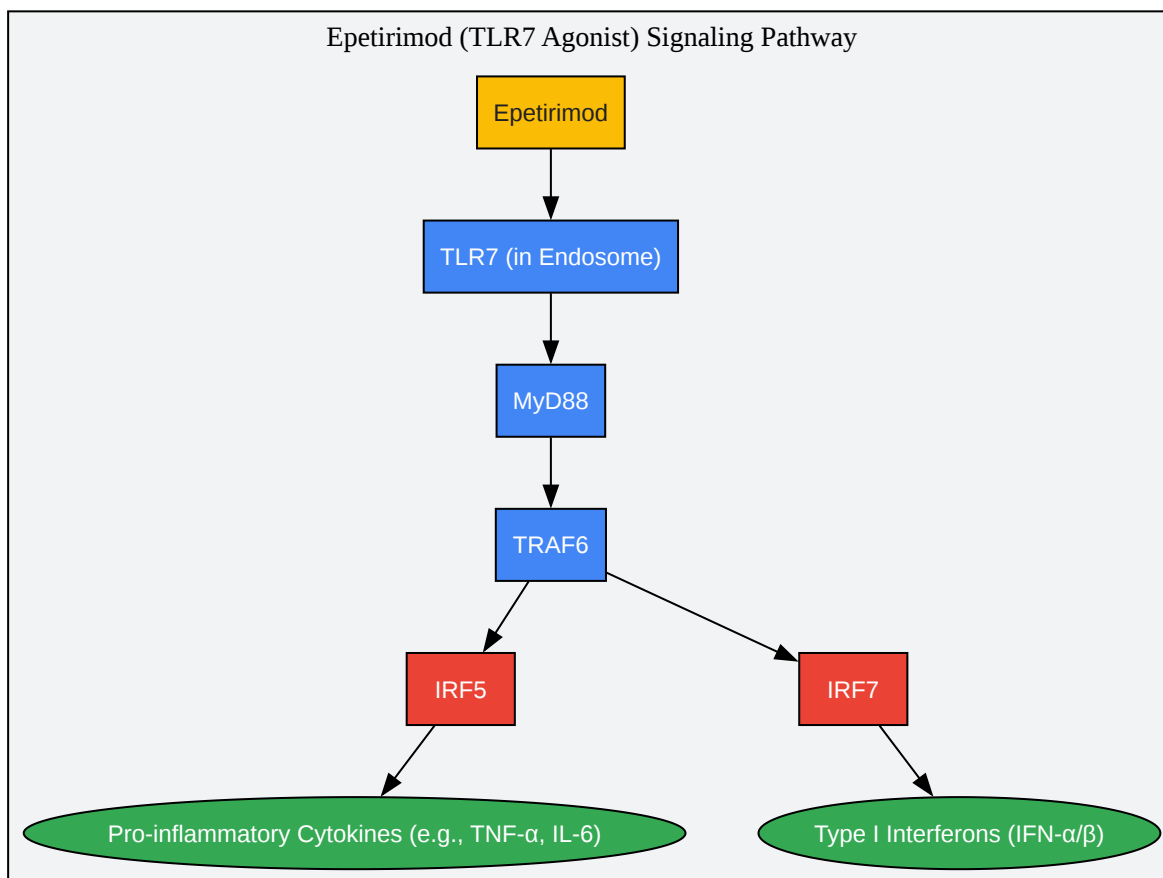 Epetirimod (TLR7 Agonist) Signaling Pathway
Epetirimod
TLR7 (in Endosome)
MyD88
TRAF6
IRF5
IRF7
Pro-inflammatory Cytokines (e.g., TNF-α, IL-6)
Type I Interferons (IFN-α/β)